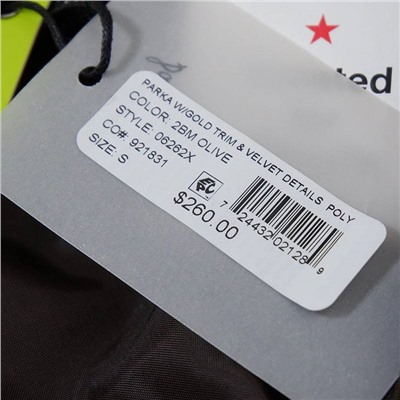 ted
PARKA W/GOLD TRIM & VELVET DETAILS POLY
COLOR: 2BM OLIVE
STYLE: 06262X
CO#: 921831
SIZE: S
$260.00
7 24432 02128 9